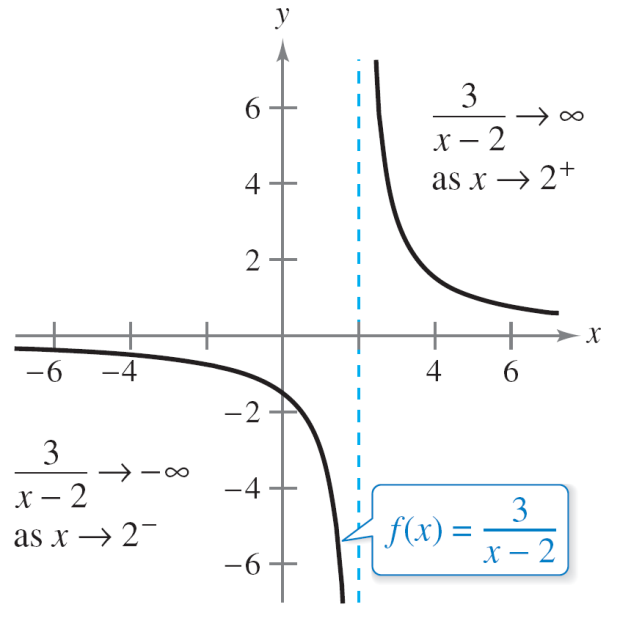 y
6
3/(x − 2) → ∞
as x → 2⁺
4
2
x
−6 −4 4 6
−2
3/(x − 2) → −∞
as x → 2⁻
−4
f(x) = 3/(x − 2)
−6